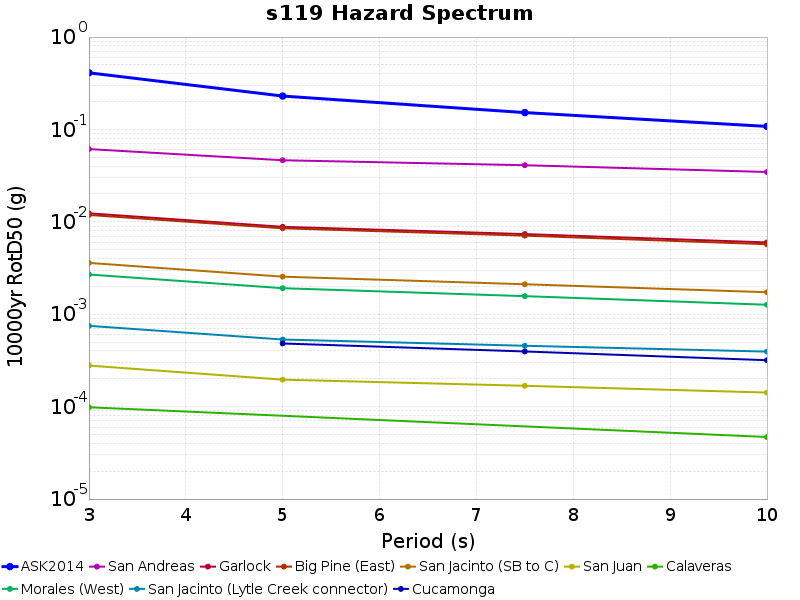 s119 Hazard Spectrum
10^0
10^-1
10^-2
10^-3
10^-4
10^-5
10000yr RotD50 (g)
3 4 5 6 7 8 9 10
Period (s)
ASK2014 San Andreas Garlock Big Pine (East) San Jacinto (SB to C) San Juan Calaveras
Morales (West) San Jacinto (Lytle Creek connector) Cucamonga